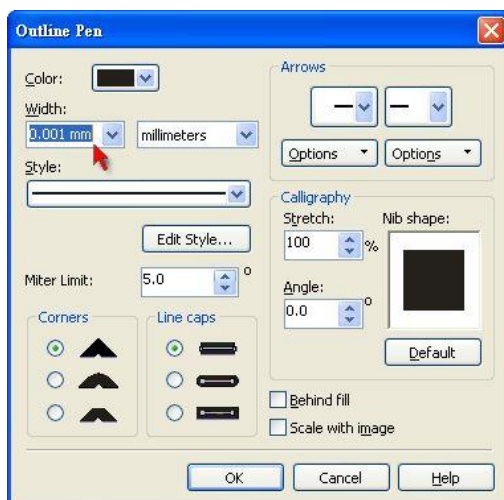 Outline Pen
Color:
Width:
0.001 mm
millimeters
Style:
Edit Style...
Miter Limit:
5.0 °
Corners
Line caps
Arrows
Options
Options
Calligraphy
Stretch:
100 %
Nib shape:
Angle:
0.0 °
Default
Behind fill
Scale with image
OK
Cancel
Help